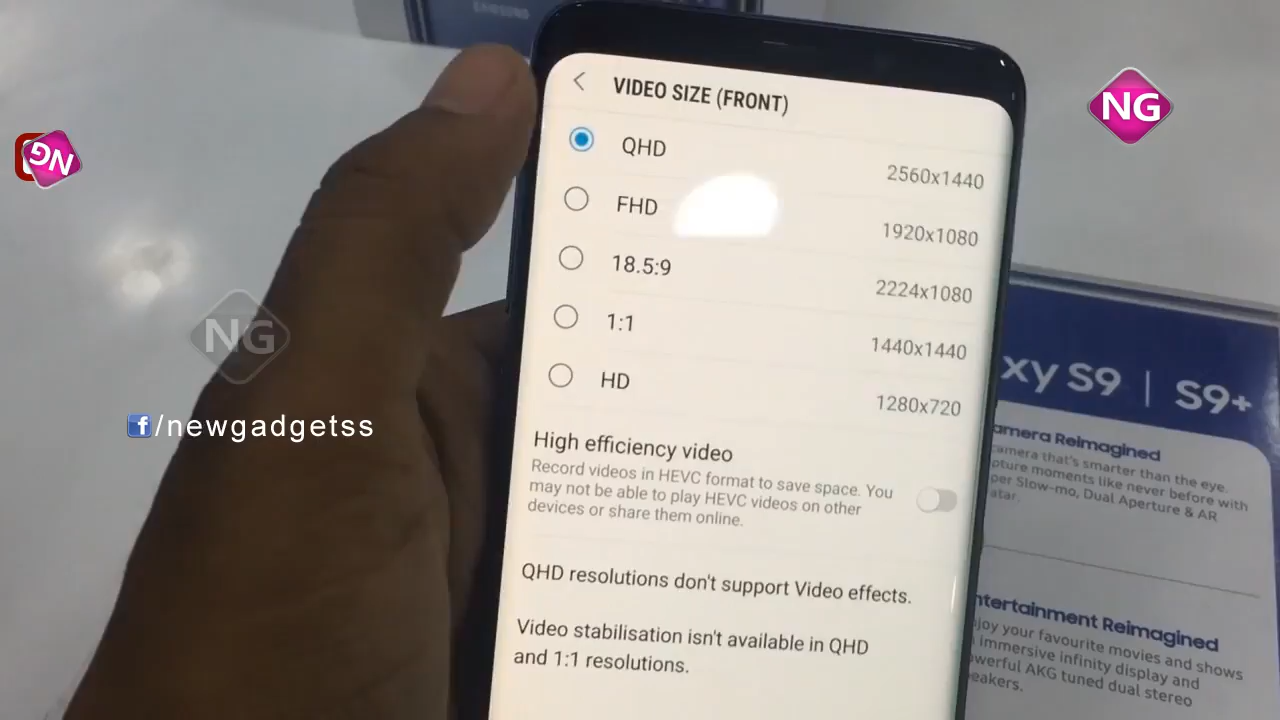 SAMSUNG
VIDEO SIZE (FRONT)
QHD
2560x1440
FHD
1920x1080
18.5:9
2224x1080
1:1
1440x1440
HD
1280x720
High efficiency video
Record videos in HEVC format to save space. You
may not be able to play HEVC videos on other
devices or share them online.
QHD resolutions don't support Video effects.
Video stabilisation isn't available in QHD
and 1:1 resolutions.
NG
NG
NG
f/newgadgetss
xy S9 | S9+
amera Reimagined
camera that's smarter than the eye.
pture moments like never before with
per Slow-mo, Dual Aperture & AR
atar.
ntertainment Reimagined
joy your favourite movies and shows
immersive infinity display and
owerful AKG tuned dual stereo
eakers.